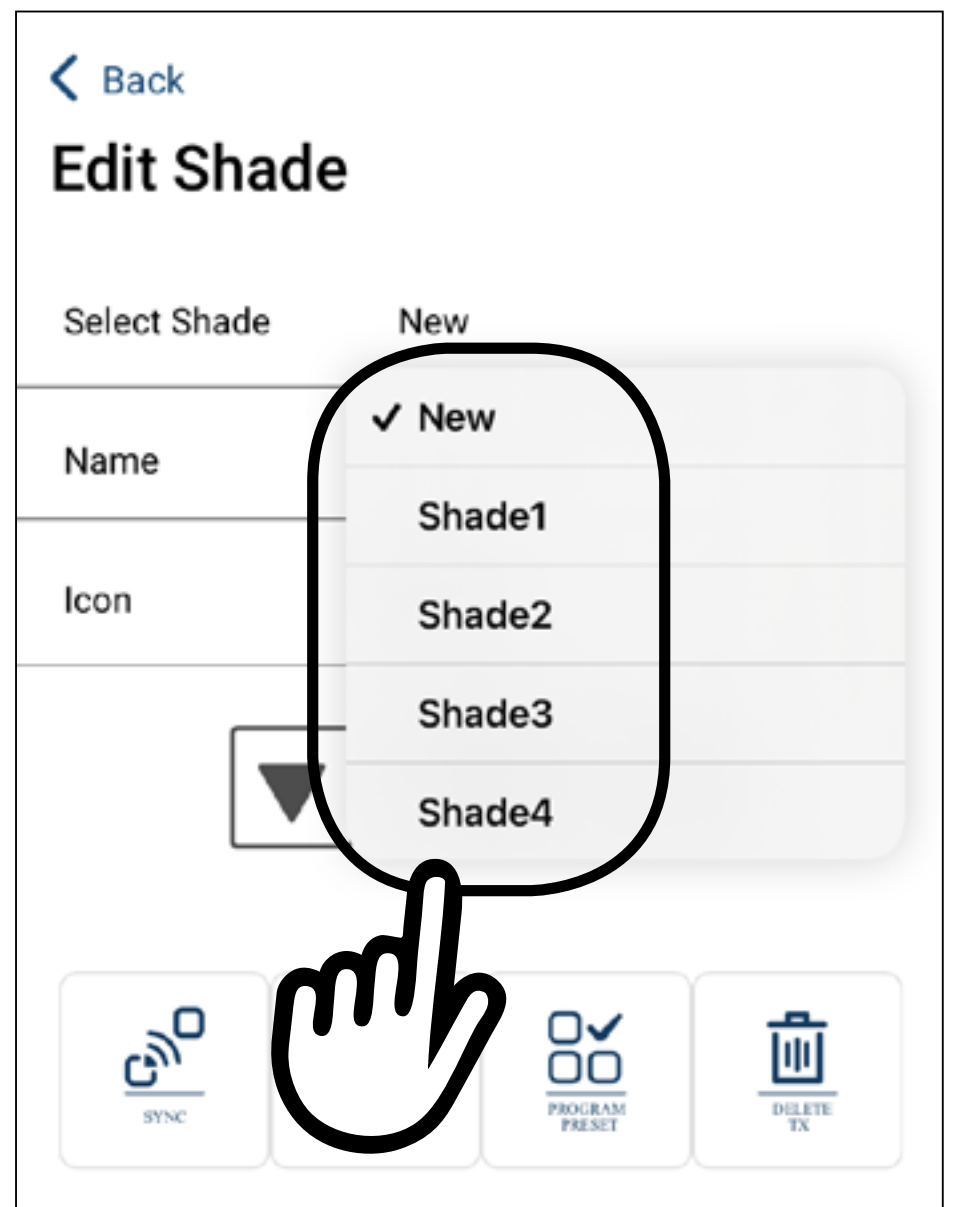 Back
Edit Shade
Select Shade New
New
Name
Shade1
Icon
Shade2
Shade3
Shade4
SYNC
PROGRAM
PRESET
DELETE
TX